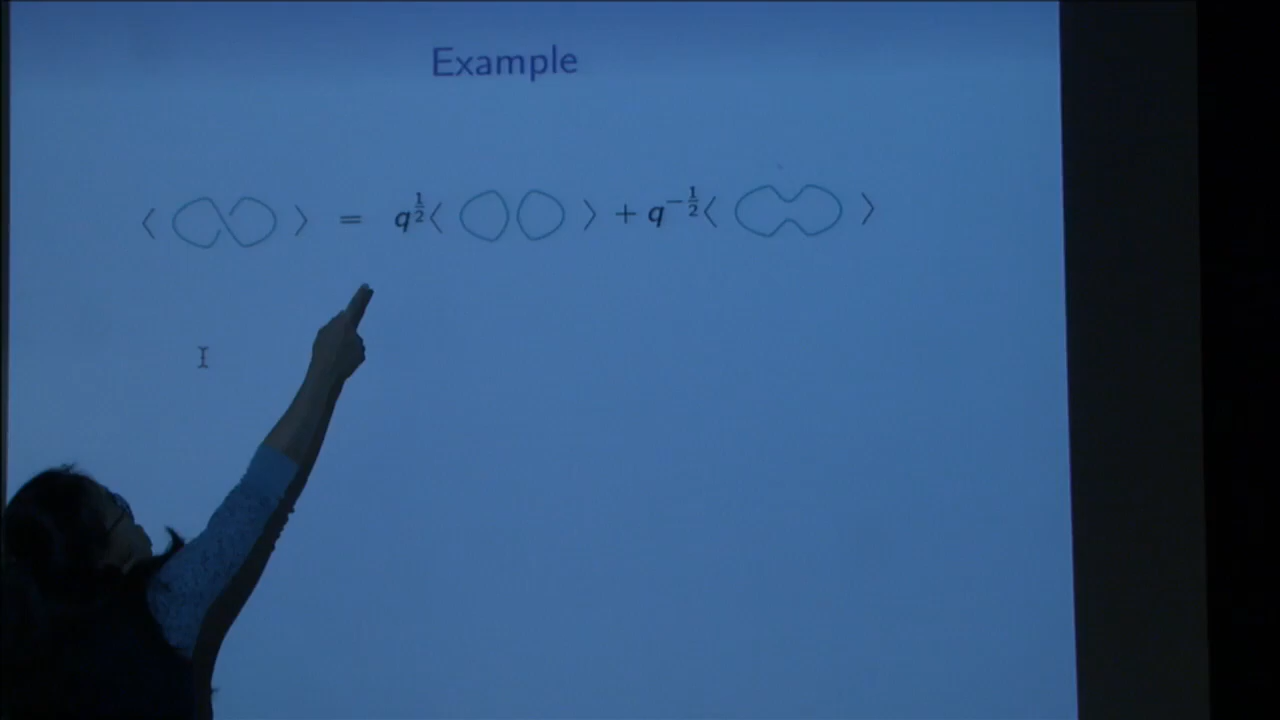 Example
⟨ ⟩ = q^{1/2}⟨ ⟩ + q^{-1/2}⟨ ⟩